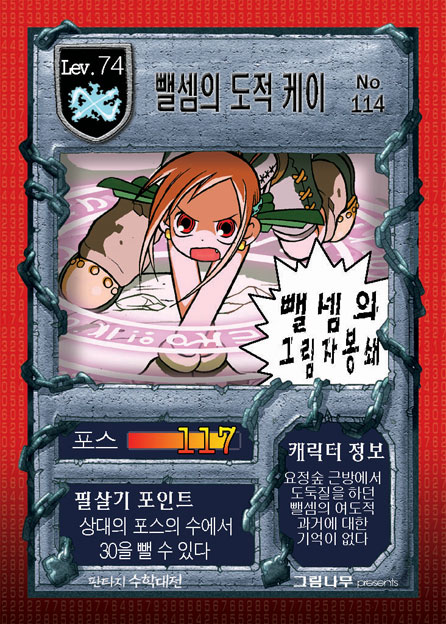 Lev. 74
뺄셈의 도적 케이
No
114
뺄셈의
그림자봉쇄
포스 117
필살기 포인트
상대의 포스의 수에서
30을 뺄 수 있다
캐릭터 정보
요정숲 근방에서
도둑질을 하던
뺄셈의 여도적
과거에 대한
기억이 없다
판타지 수학대전
그림나무 presents